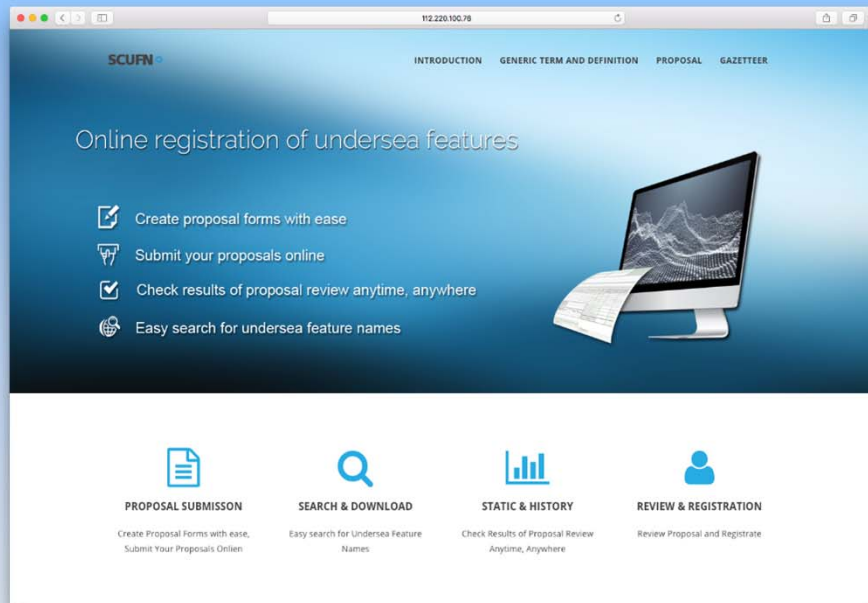 112.220.100.76
SCUFN
INTRODUCTION GENERIC TERM AND DEFINITION PROPOSAL GAZETTEER
Online registration of undersea features
Create proposal forms with ease
Submit your proposals online
Check results of proposal review anytime, anywhere
Easy search for undersea feature names
PROPOSAL SUBMISSON
Create Proposal Forms with ease,
Submit Your Proposals Onlien
SEARCH & DOWNLOAD
Easy search for Undersea Feature
Names
STATIC & HISTORY
Check Results of Proposal Review
Anytime, Anywhere
REVIEW & REGISTRATION
Review Proposal and Registrate